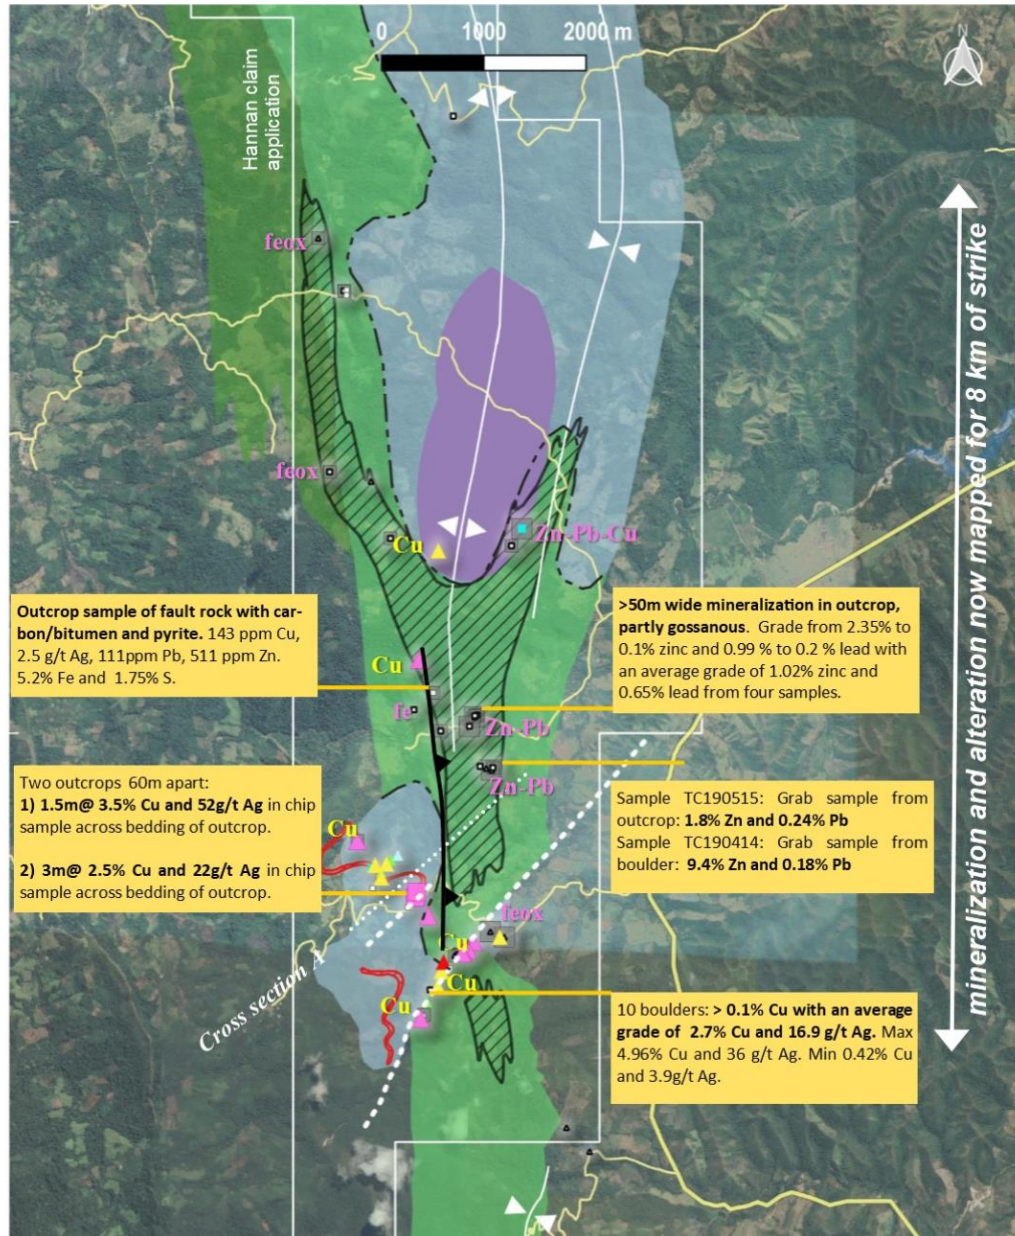 0 1000 2000 m
N
Hannan claim
application
feox
feox
Cu
Zn-Pb-Cu
mineralization and alteration now mapped for 8 km of strike
Outcrop sample of fault rock with car-
bon/bitumen and pyrite. 143 ppm Cu,
2.5 g/t Ag, 111ppm Pb, 511 ppm Zn.
5.2% Fe and 1.75% S.
>50m wide mineralization in outcrop,
partly gossanous. Grade from 2.35% to
0.1% zinc and 0.99 % to 0.2 % lead with
an average grade of 1.02% zinc and
0.65% lead from four samples.
Cu
fe
Zn-Pb
Zn-Pb
Two outcrops 60m apart:
1) 1.5m@ 3.5% Cu and 52g/t Ag in chip
sample across bedding of outcrop.
2) 3m@ 2.5% Cu and 22g/t Ag in chip
sample across bedding of outcrop.
Sample TC190515: Grab sample from
outcrop: 1.8% Zn and 0.24% Pb
Sample TC190414: Grab sample from
boulder: 9.4% Zn and 0.18% Pb
Cu
feox
Cu
Cu
Cross section A
Cu
10 boulders: > 0.1% Cu with an average
grade of 2.7% Cu and 16.9 g/t Ag. Max
4.96% Cu and 36 g/t Ag. Min 0.42% Cu
and 3.9g/t Ag.